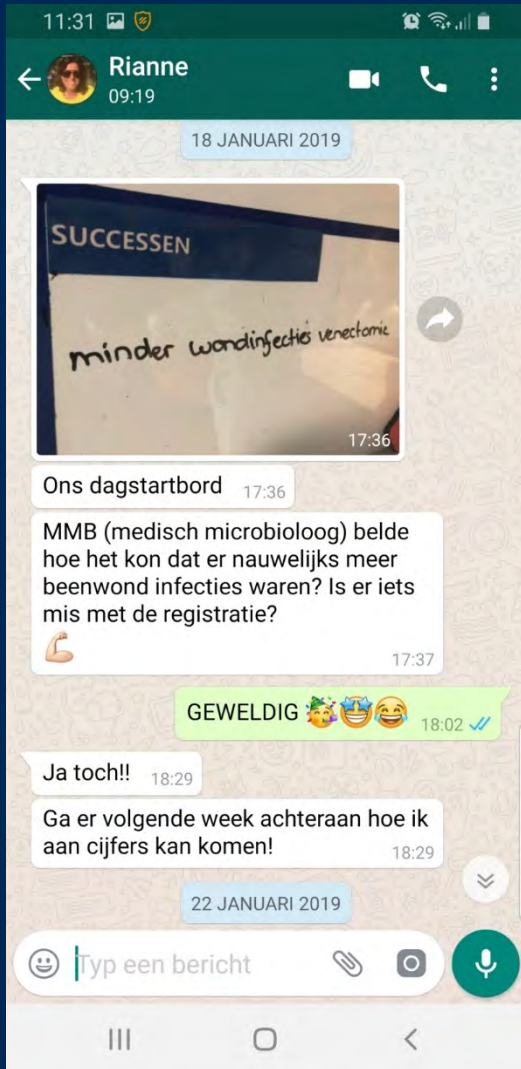 11:31
Rianne
09:19
18 JANUARI 2019
SUCCESSEN
minder wondinfecties venectomie
17:36
Ons dagstartbord 17:36
MMB (medisch microbioloog) belde
hoe het kon dat er nauwelijks meer
beenwond infecties waren? Is er iets
mis met de registratie?
💪🏻
17:37
GEWELDIG 🥳🤩😂 18:02
Ja toch!! 18:29
Ga er volgende week achteraan hoe ik
aan cijfers kan komen! 18:29
22 JANUARI 2019
Typ een bericht